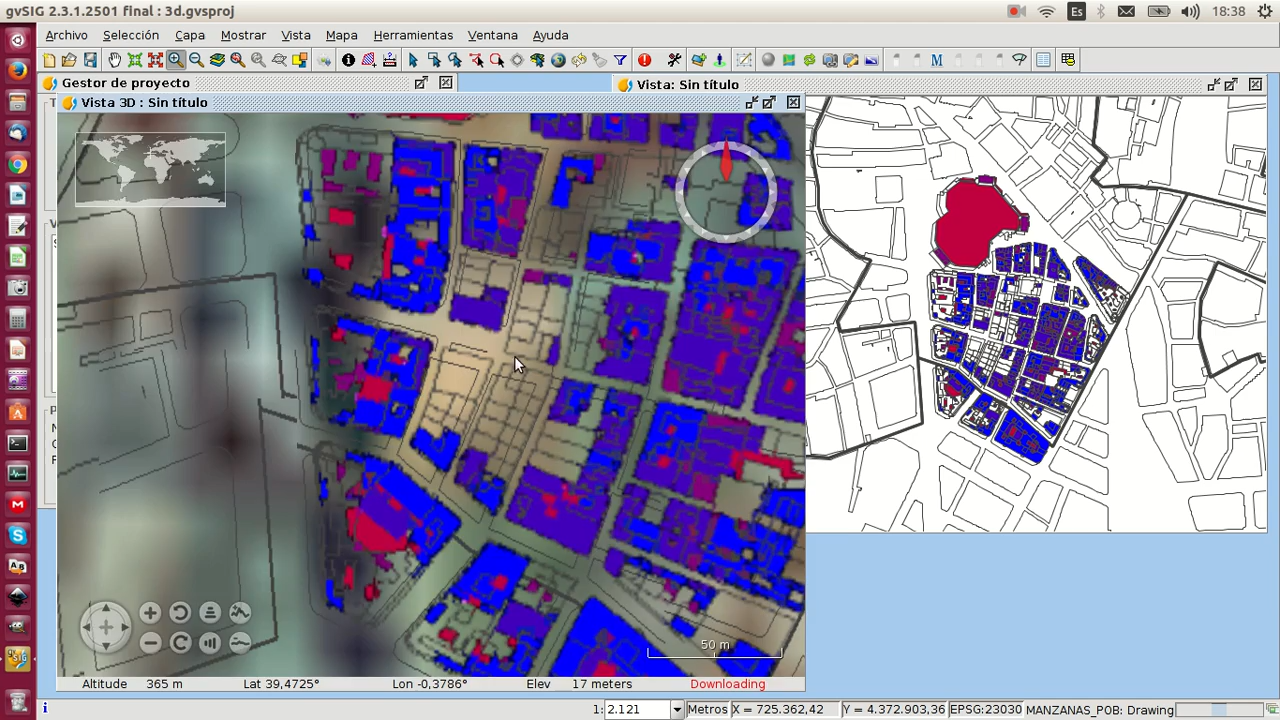 gvSIG 2.3.1.2501 final : 3d.gvsproj
Es
18:38
Archivo Selección Capa Mostrar Vista Mapa Herramientas Ventana Ayuda
M
Gestor de proyecto
Vista: Sin título
Vista 3D : Sin título
50 m
Altitude 365 m Lat 39,4725° Lon -0,3786° Elev 17 meters Downloading
1: 2.121 Metros X = 725.362,42 Y = 4.372.903,36 EPSG:23030 MANZANAS_POB: Drawing